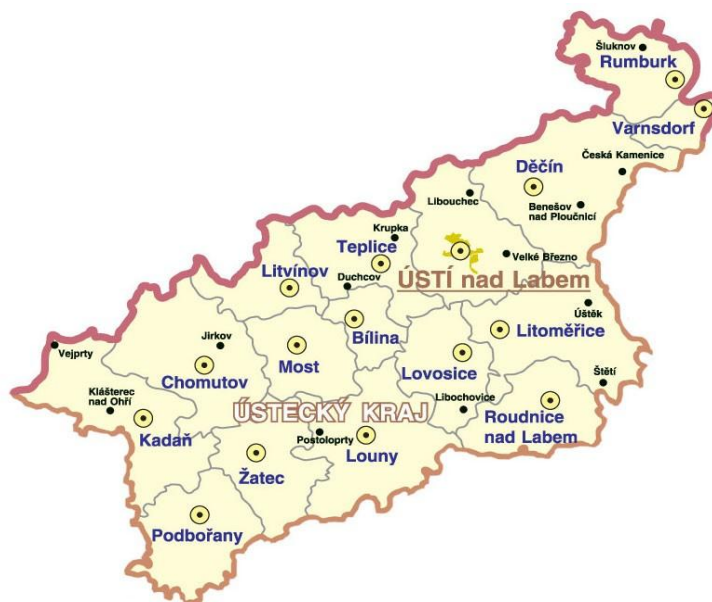 Šluknov
Rumburk
Varnsdorf
Česká Kamenice
Děčín
Libouchec
Benešov
nad Ploučnicí
Krupka
Teplice
Velké Březno
Litvínov
Duchcov
ÚSTÍ nad Labem
Úštěk
Bílina
Litoměřice
Jirkov
Most
Vejprty
Lovosice
Chomutov
Štětí
Klášterec
nad Ohří
ÚSTECKÝ KRAJ
Libochovice
Roudnice
nad Labem
Kadaň
Postoloprty
Louny
Žatec
Podbořany